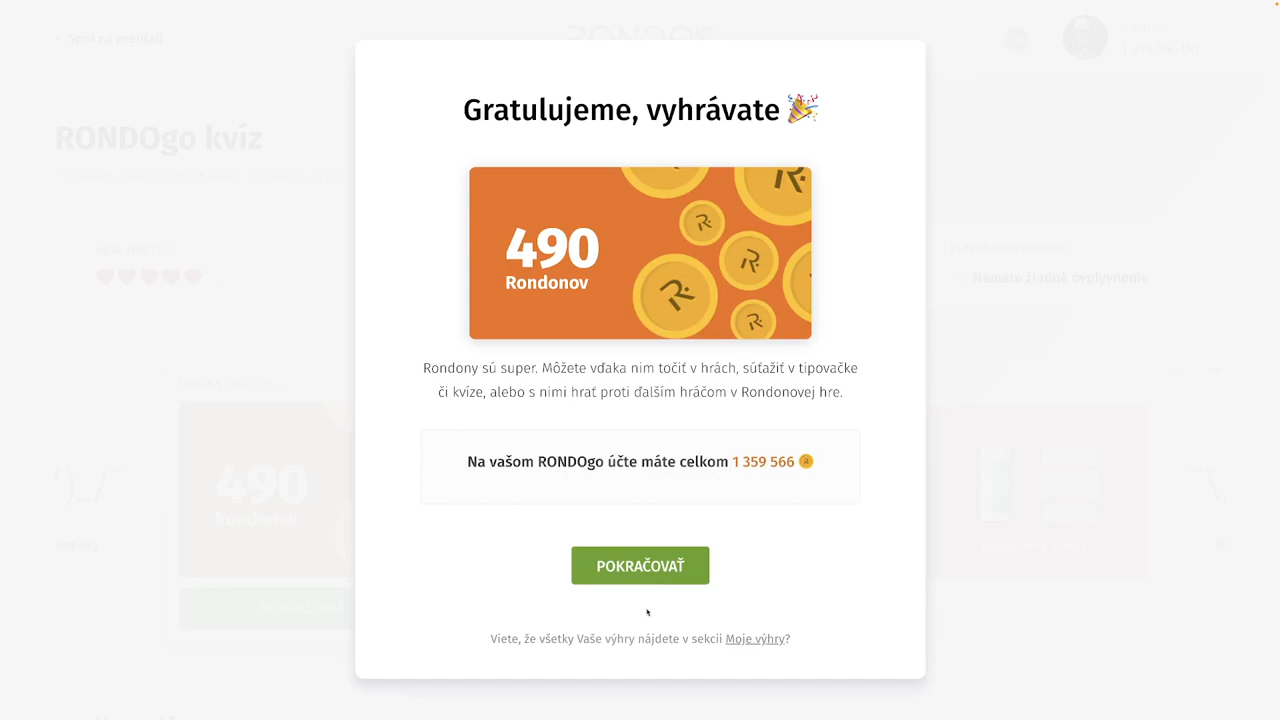 Späť na prehľad
RONDOgo
RONDOgo kvíz
Gratulujeme, vyhrávate
490
Rondonov
Rondony sú super. Môžete vďaka nim točiť v hrách, súťažiť v tipovačke
či kvíze, alebo s nimi hrať proti ďalším hráčom v Rondonovej hre.
Na vašom RONDOgo účte máte celkom 1 359 566
POKRAČOVAŤ
Viete, že všetky Vaše výhry nájdete v sekcii Moje výhry?
Nemáte žiadné ovplyvnenie
490
Rondonov